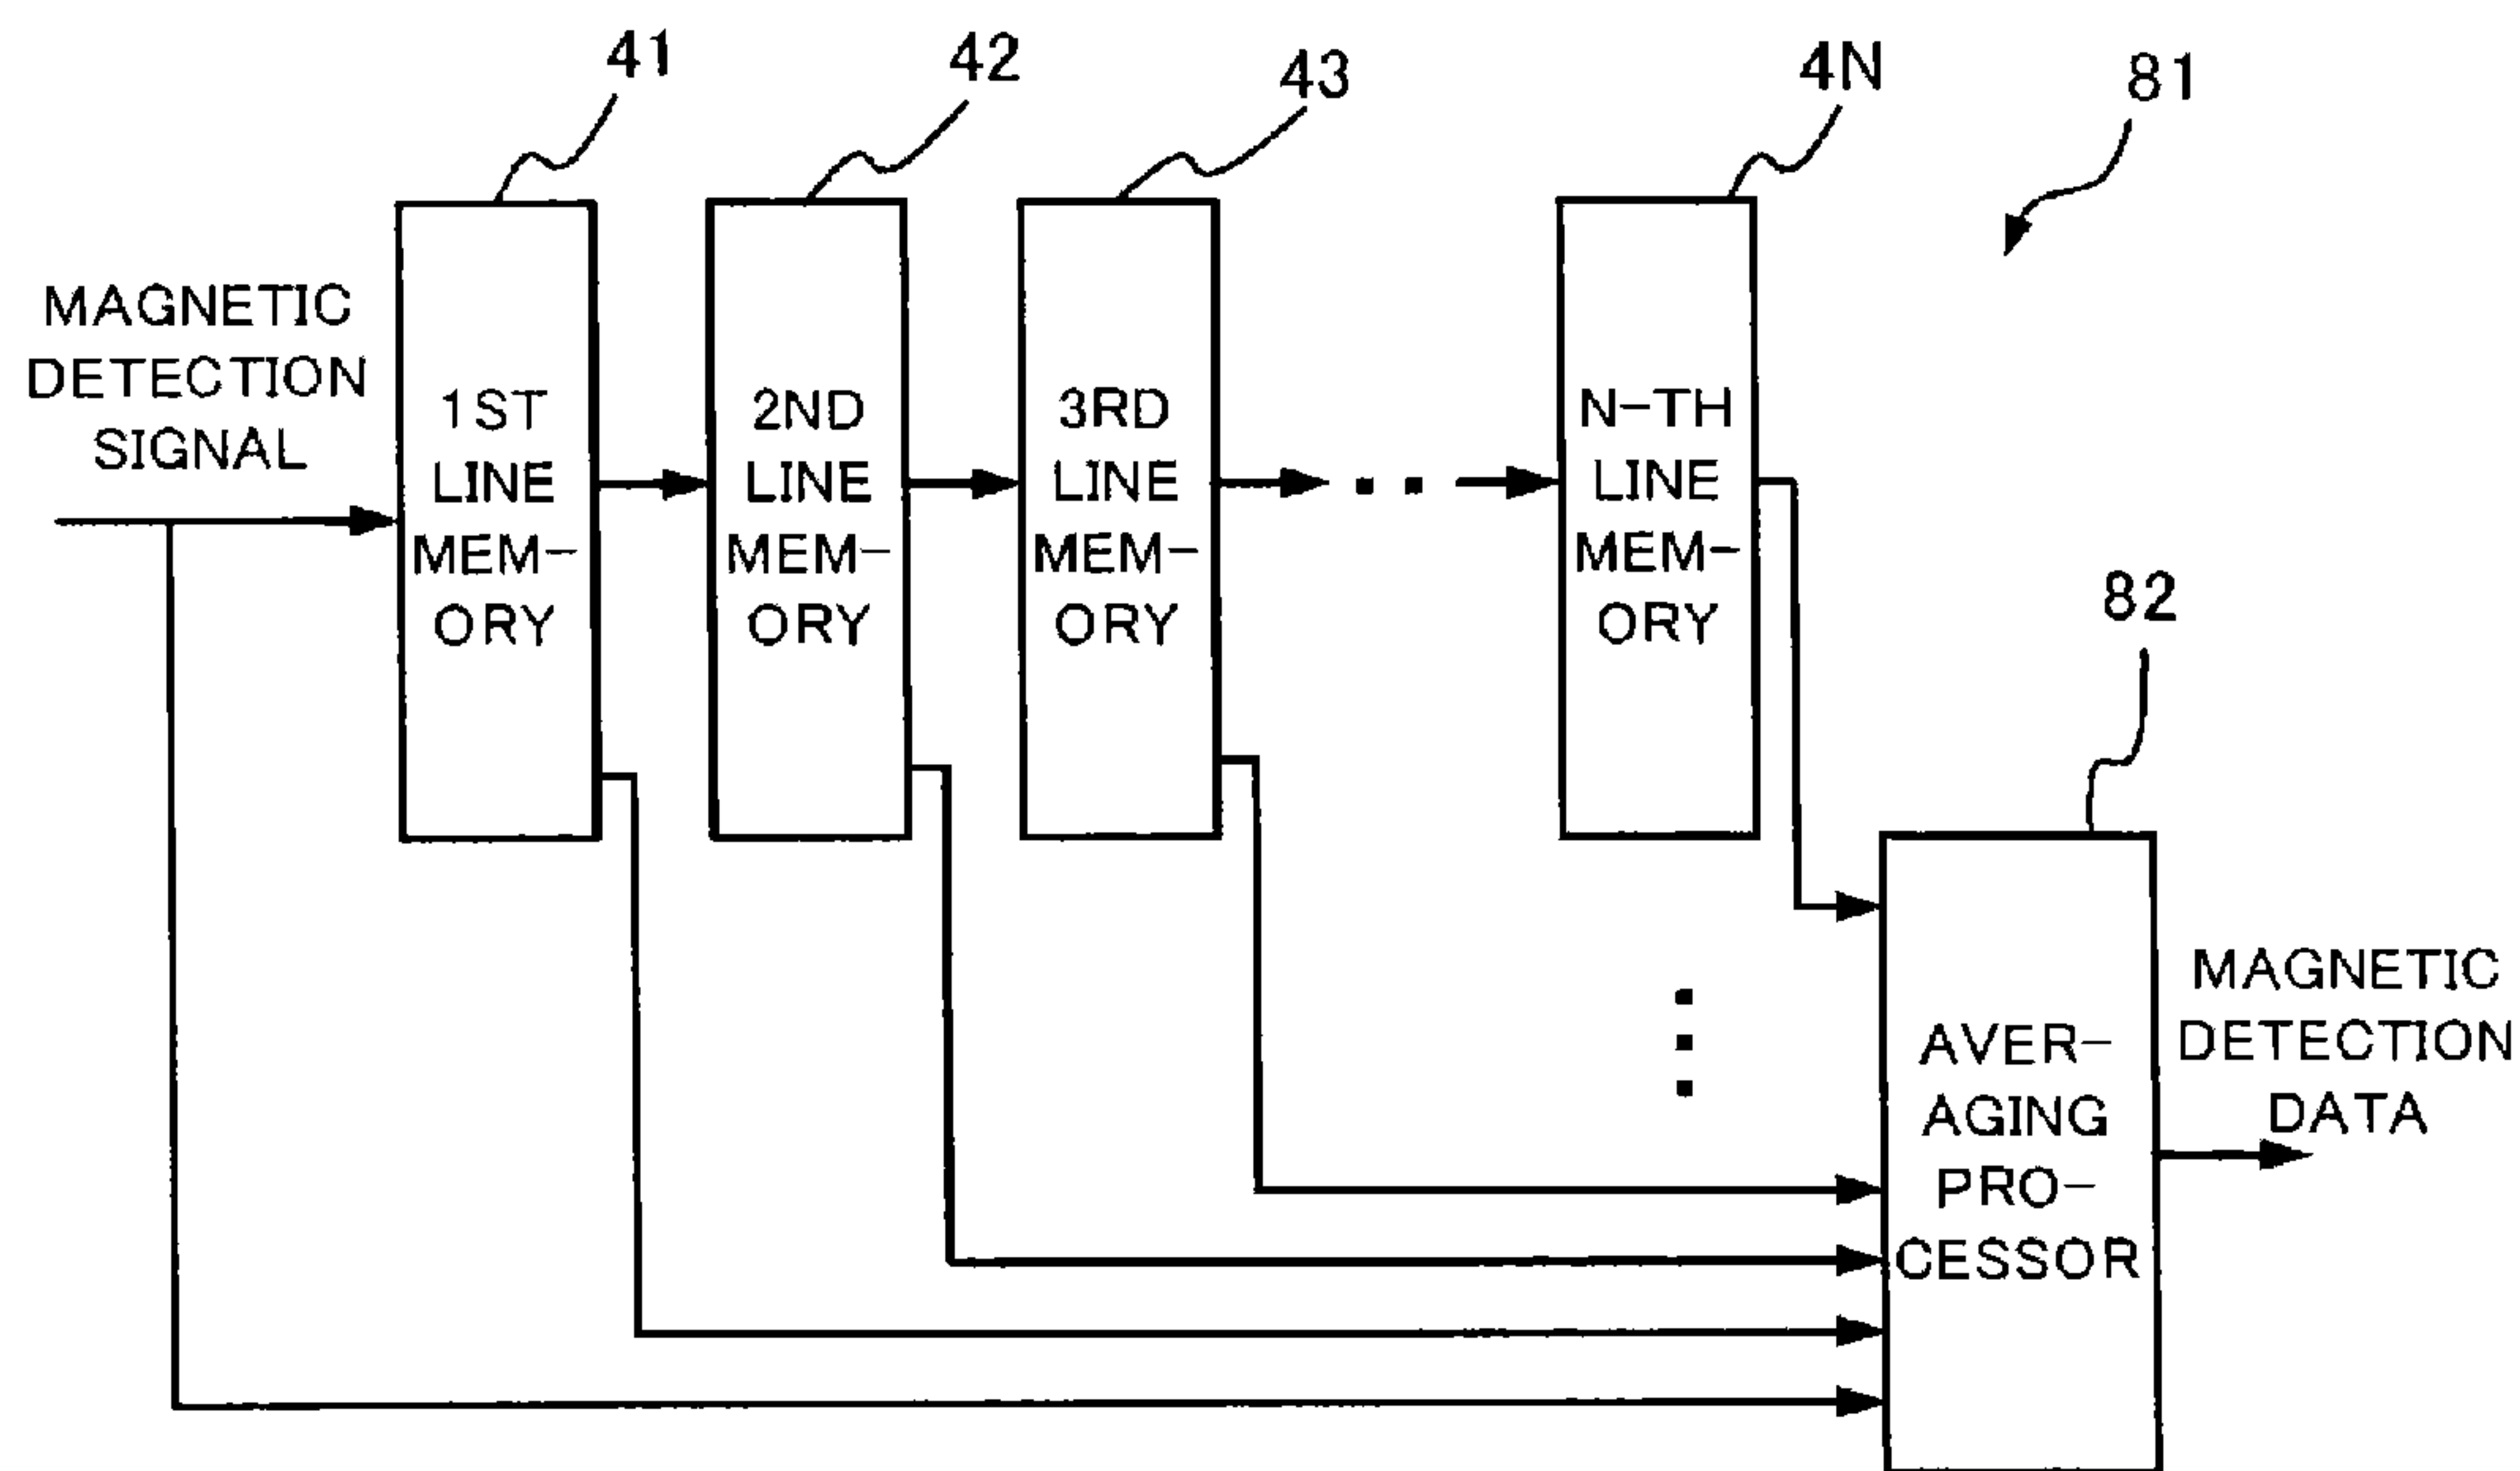 41
42
43
4N
81
MAGNETIC
DETECTION
SIGNAL
1ST
LINE
MEM-
ORY
2ND
LINE
MEM-
ORY
3RD
LINE
MEM-
ORY
N-TH
LINE
MEM-
ORY
82
AVER-
AGING
PRO-
CESSOR
MAGNETIC
DETECTION
DATA